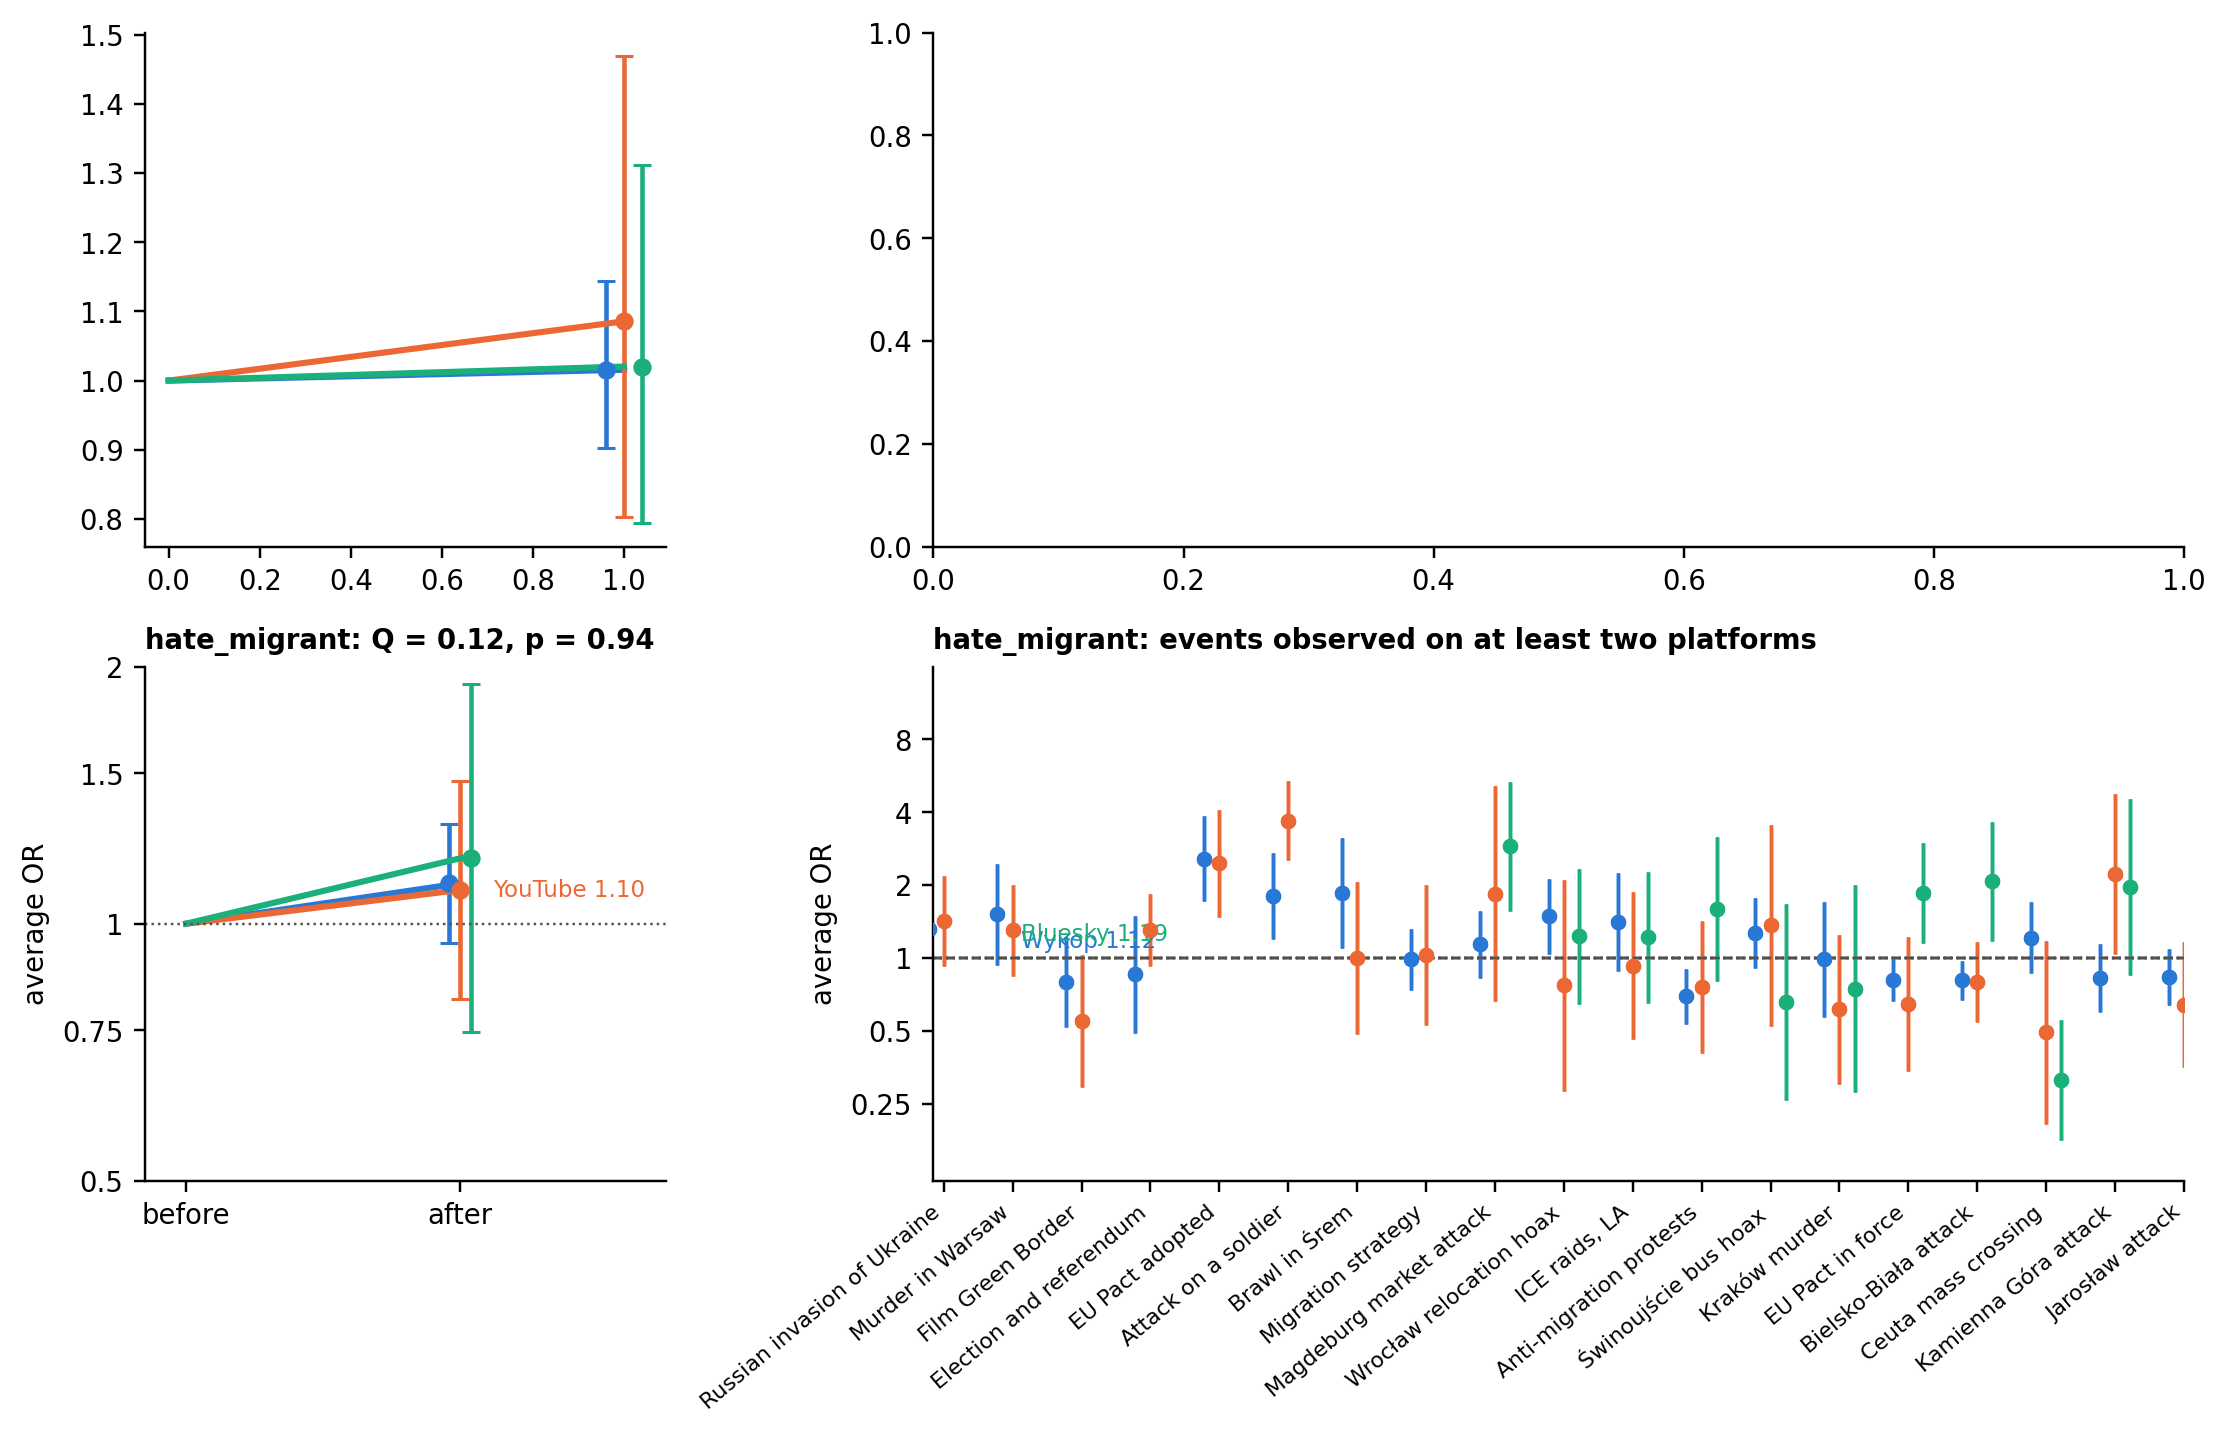 1.5
1.4
1.3
1.2
1.1
1.0
0.9
0.8
0.0 0.2 0.4 0.6 0.8 1.0
1.0
0.8
0.6
0.4
0.2
0.0
0.0 0.2 0.4 0.6 0.8 1.0
hate_migrant: Q = 0.12, p = 0.94
average OR
2
1.5
1
0.75
0.5
YouTube 1.10
before after
hate_migrant: events observed on at least two platforms
average OR
8
4
2
1
0.5
0.25
Bluesky 1.19
Wykop 1.12
Russian invasion of Ukraine
Murder in Warsaw
Film Green Border
Election and referendum
EU Pact adopted
Attack on a soldier
Brawl in Śrem
Migration strategy
Magdeburg market attack
Wrocław relocation hoax
ICE raids, LA
Anti-migration protests
Świnoujście bus hoax
Kraków murder
EU Pact in force
Bielsko-Biała attack
Ceuta mass crossing
Kamienna Góra attack
Jarosław attack